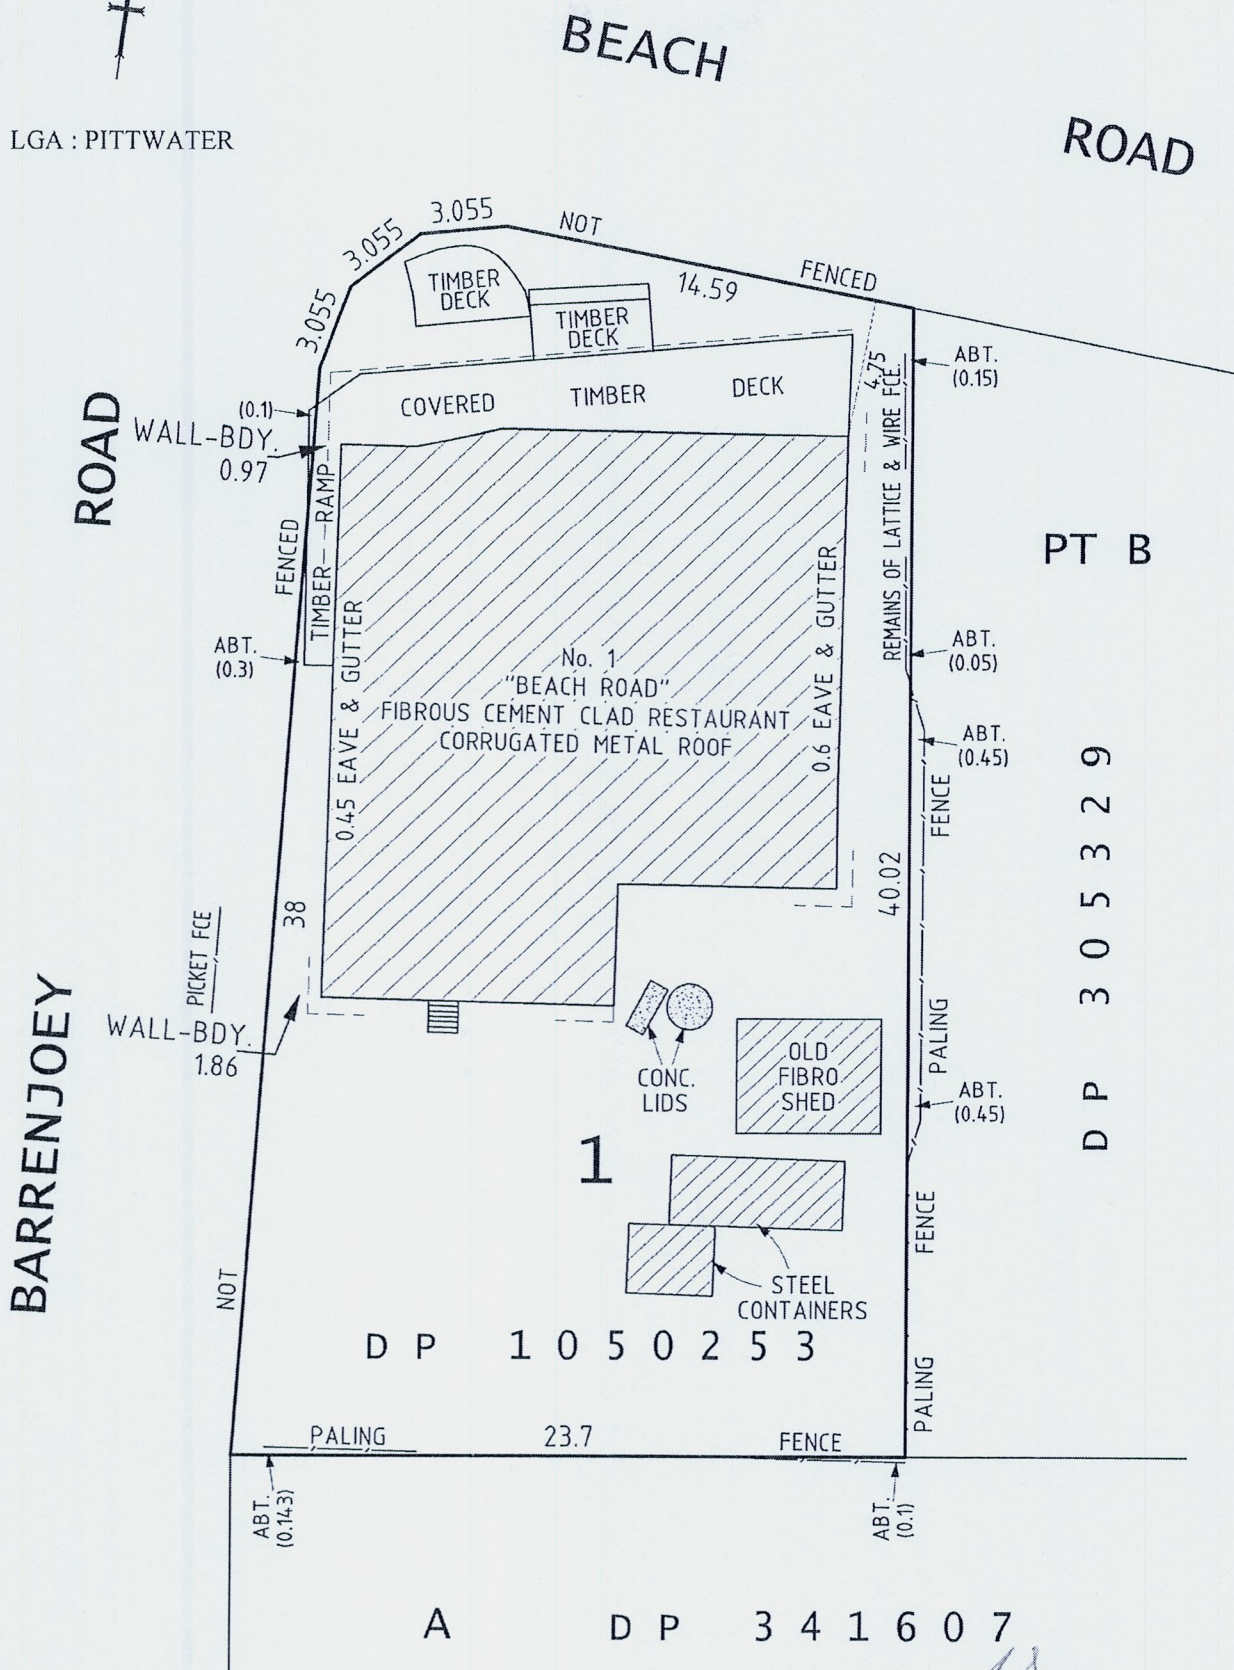 BEACH
ROAD
LGA : PITTWATER
3.055
3.055
3.055
NOT
FENCED
14.59
TIMBER
DECK
TIMBER
DECK
4.75
ABT.
(0.15)
COVERED TIMBER DECK
(0.1)
WALL-BDY.
0.97
ROAD
FENCED
TIMBER RAMP
REMAINS OF LATTICE & WIRE FCE.
PT B
ABT.
(0.3)
ABT.
(0.05)
0.45 EAVE & GUTTER
No. 1
"BEACH ROAD"
FIBROUS CEMENT CLAD RESTAURANT
CORRUGATED METAL ROOF
0.6 EAVE & GUTTER
ABT.
(0.45)
FENCE
DP 305329
40.02
38
PICKET FCE
WALL-BDY.
1.86
BARRENJOEY
CONC.
LIDS
OLD
FIBRO
SHED
PALING
ABT.
(0.45)
1
FENCE
STEEL
CONTAINERS
NOT
DP 1050253
PALING
PALING
23.7
FENCE
ABT.
(0.143)
ABT.
(0.1)
A DP 341607